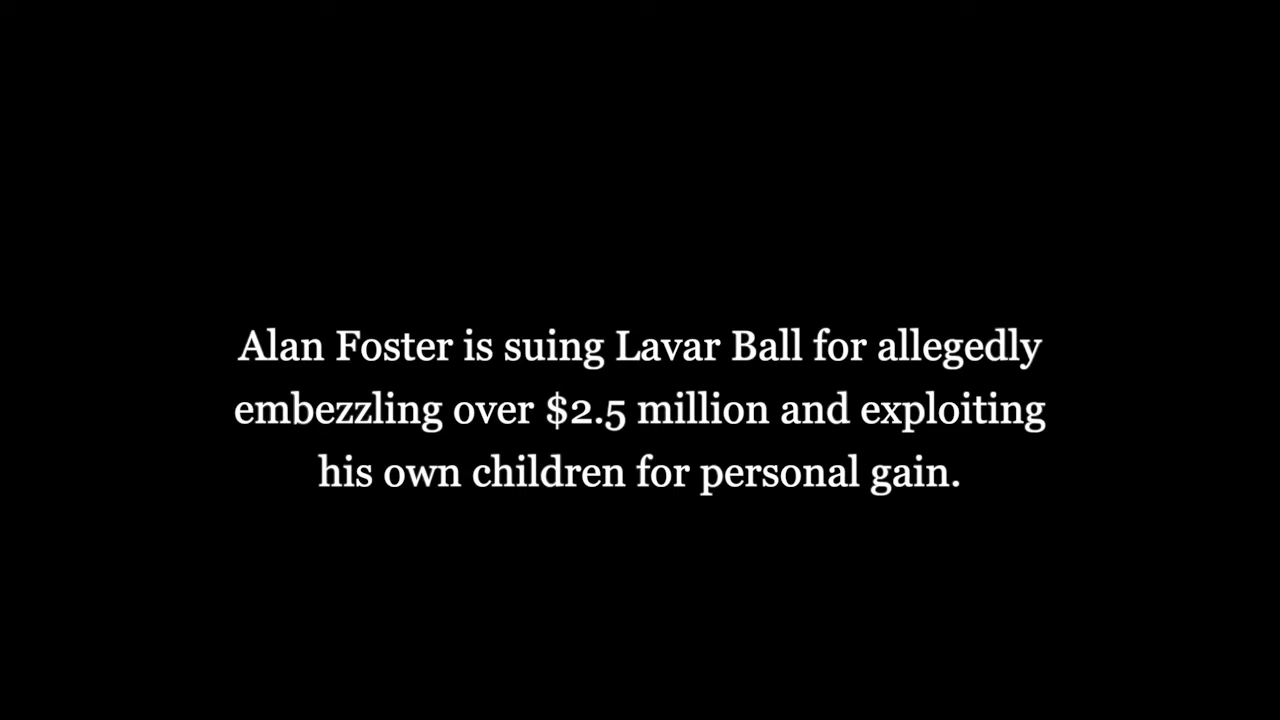 Alan Foster is suing Lavar Ball for allegedly
embezzling over $2.5 million and exploiting
his own children for personal gain.